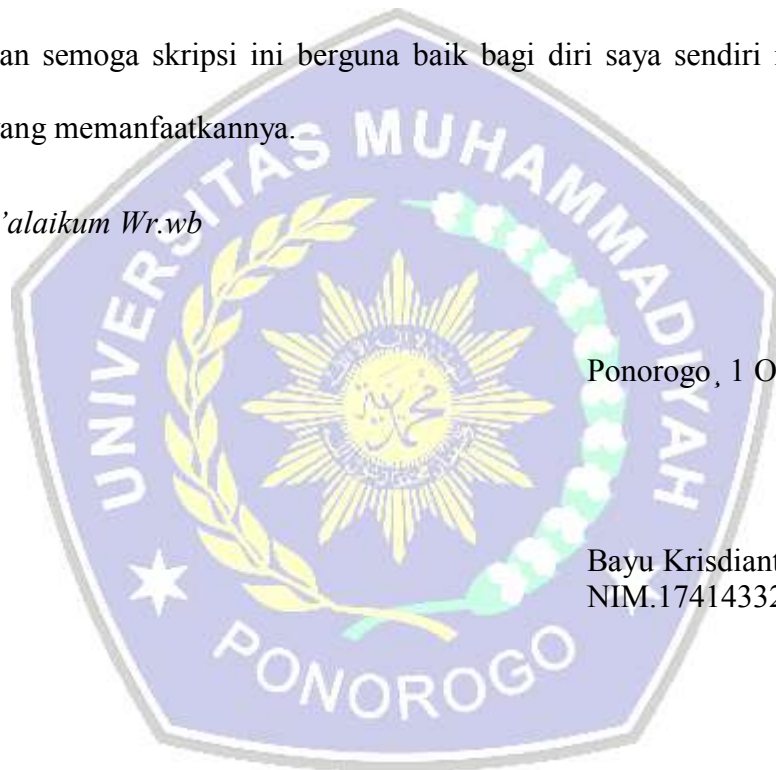 an semoga skripsi ini berguna baik bagi diri saya sendiri
yang memanfaatkannya.
’alaikum Wr.wb
Ponorogo¸ 1 O
Bayu Krisdiant
NIM.17414332
UNIVERSITAS MUHAMMADIYAH
PONOROGO